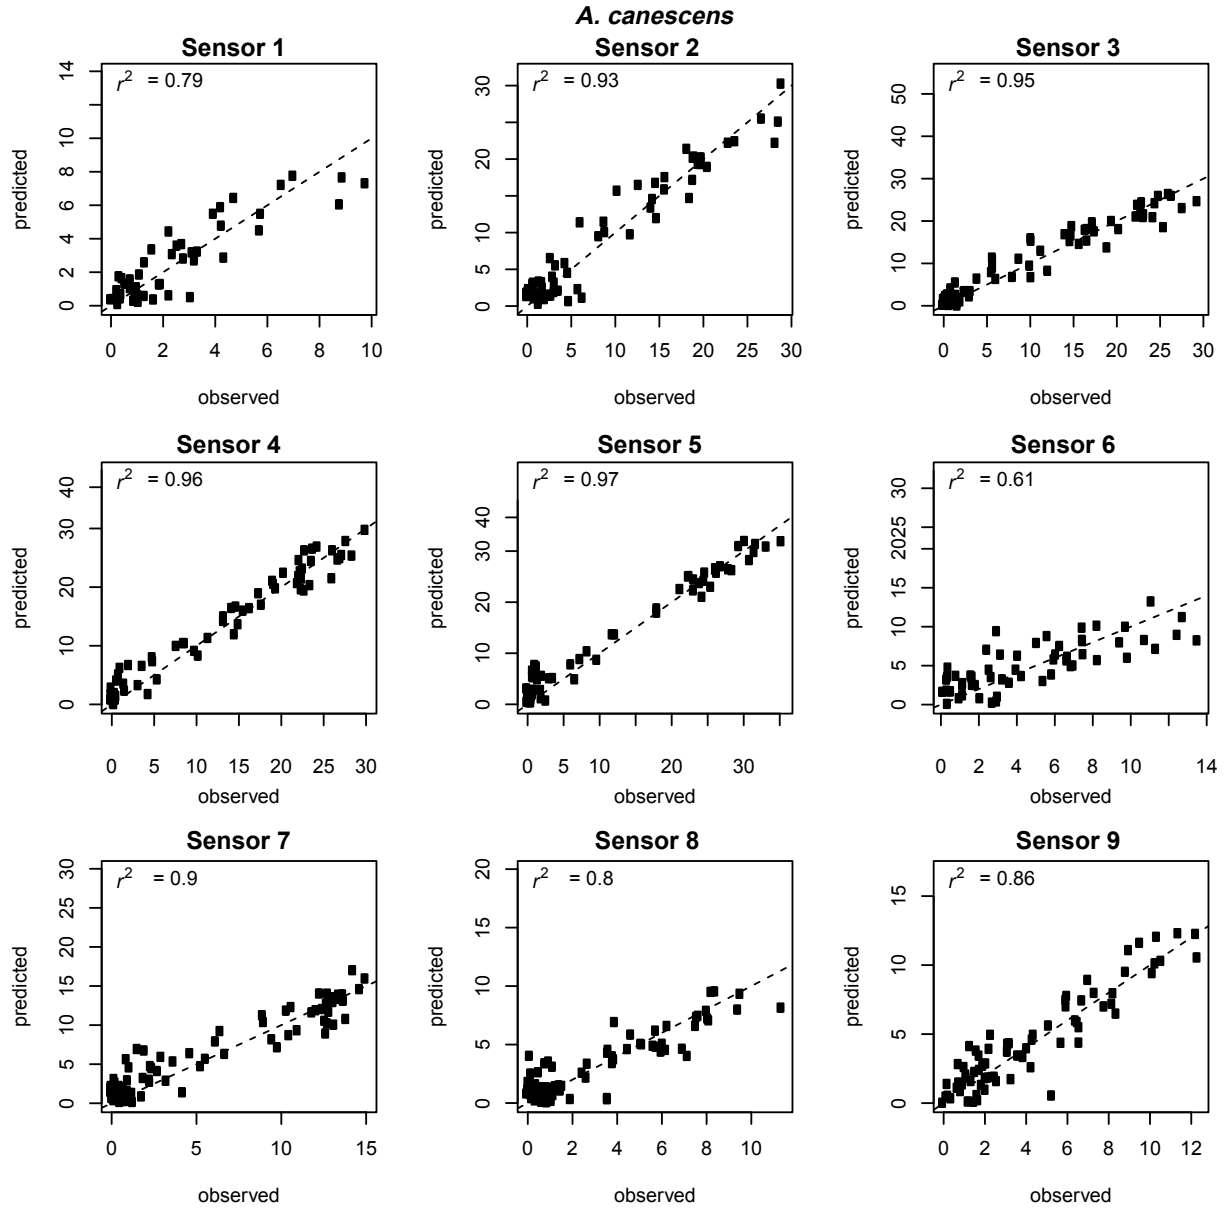 A. canescens
Sensor 1
Sensor 2
Sensor 3
r² = 0.79
r² = 0.93
r² = 0.95
14
10
8
6
4
2
0
predicted
0 2 4 6 8 10
observed
30
20
10
5
0
predicted
0 5 10 15 20 25 30
observed
50
40
30
20
10
0
predicted
0 5 10 15 20 25 30
observed
Sensor 4
Sensor 5
Sensor 6
r² = 0.96
r² = 0.97
r² = 0.61
40
30
20
10
0
predicted
0 5 10 15 20 25 30
observed
40
30
20
10
0
predicted
0 5 10 20 30
observed
30
2025
15
10
5
0
predicted
0 2 4 6 8 10 14
observed
Sensor 7
Sensor 8
Sensor 9
r² = 0.9
r² = 0.8
r² = 0.86
30
25
20
15
10
5
0
predicted
0 5 10 15
observed
20
15
10
5
0
predicted
0 2 4 6 8 10
observed
15
10
5
0
predicted
0 2 4 6 8 10 12
observed